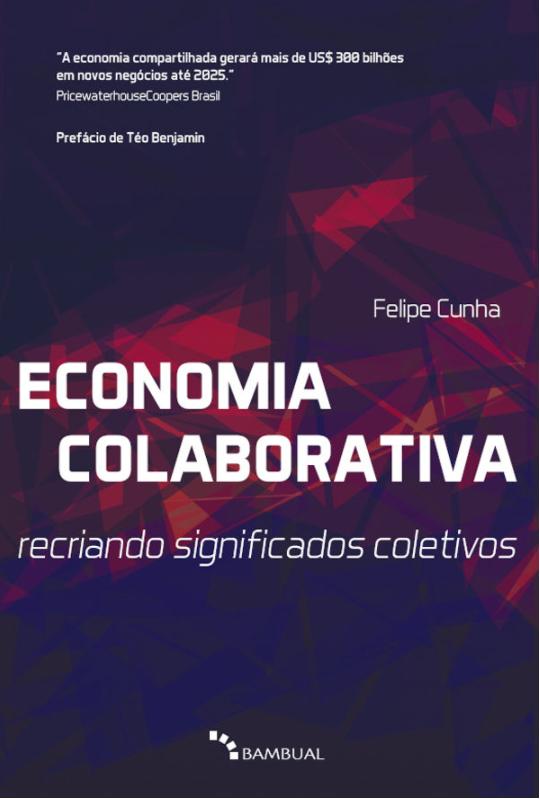 "A economia compartilhada gerará mais de US$ 300 bilhões
em novos negócios até 2025."
PricewaterhouseCoopers Brasil
Prefácio de Téo Benjamin
Felipe Cunha
ECONOMIA
COLABORATIVA
recriando significados coletivos
BAMBUAL